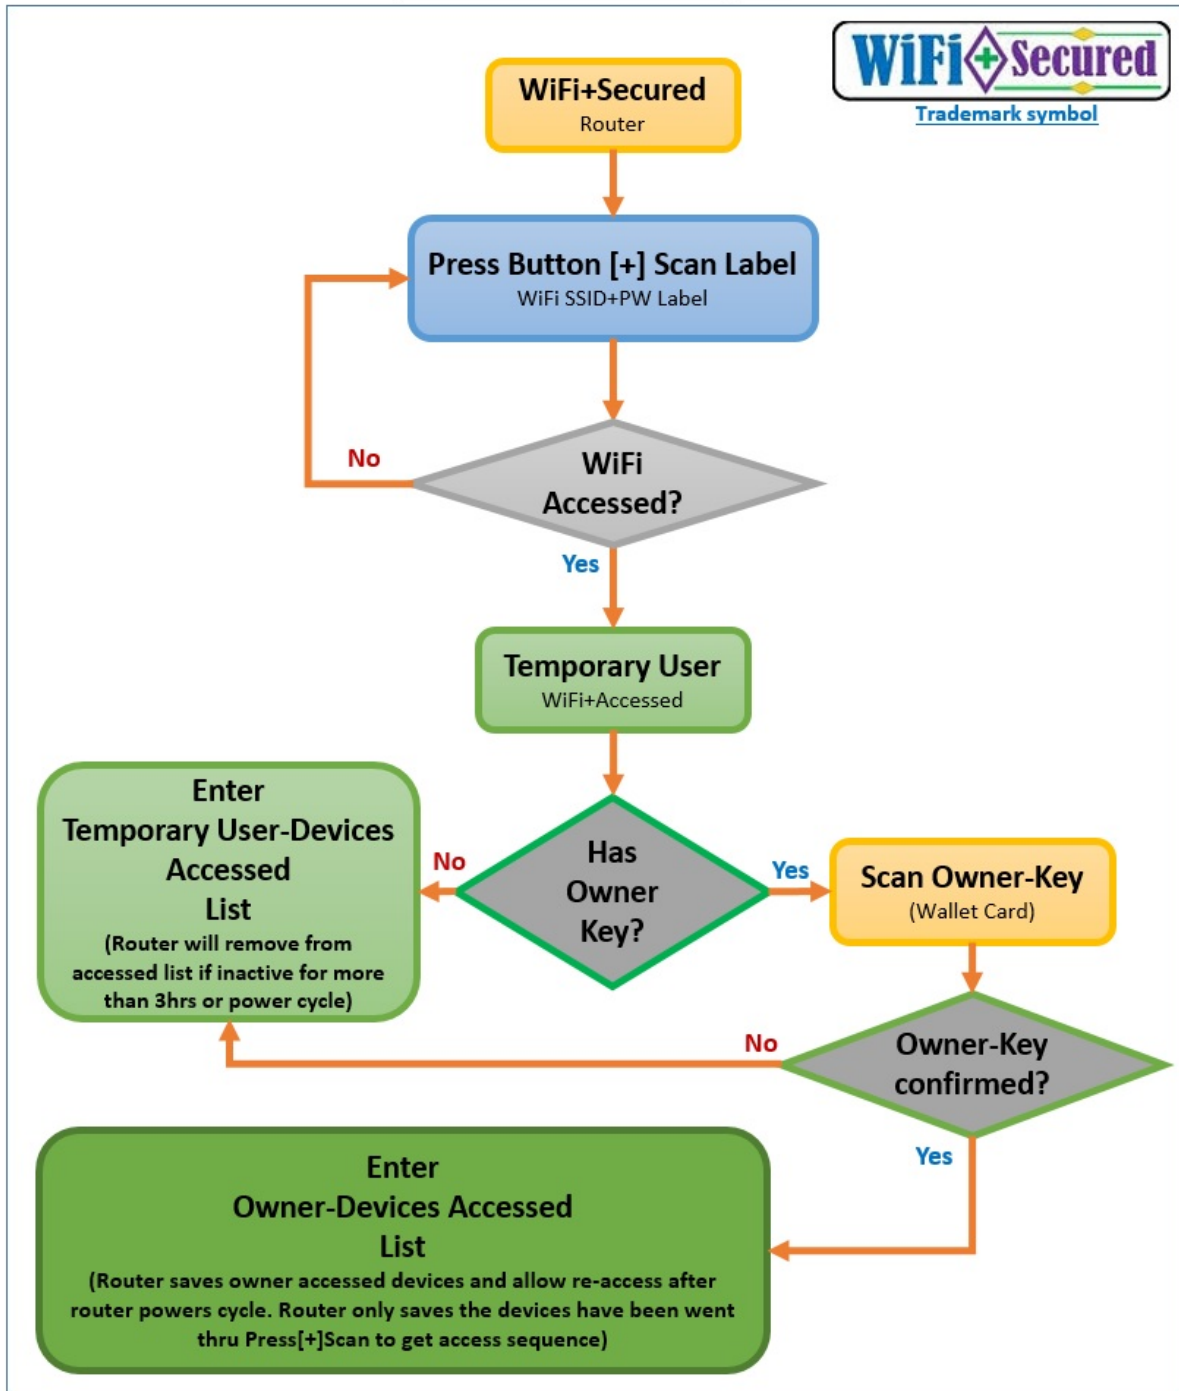 WiFi+Secured
Trademark symbol
WiFi+Secured
Router
Press Button [+] Scan Label
WiFi SSID+PW Label
WiFi
Accessed?
No
Yes
Temporary User
WiFi+Accessed
Has
Owner
Key?
No
Yes
Enter
Temporary User-Devices
Accessed
List
(Router will remove from
accessed list if inactive for more
than 3hrs or power cycle)
Scan Owner-Key
(Wallet Card)
Owner-Key
confirmed?
No
Yes
Enter
Owner-Devices Accessed
List
(Router saves owner accessed devices and allow re-access after
router powers cycle. Router only saves the devices have been went
thru Press[+]Scan to get access sequence)